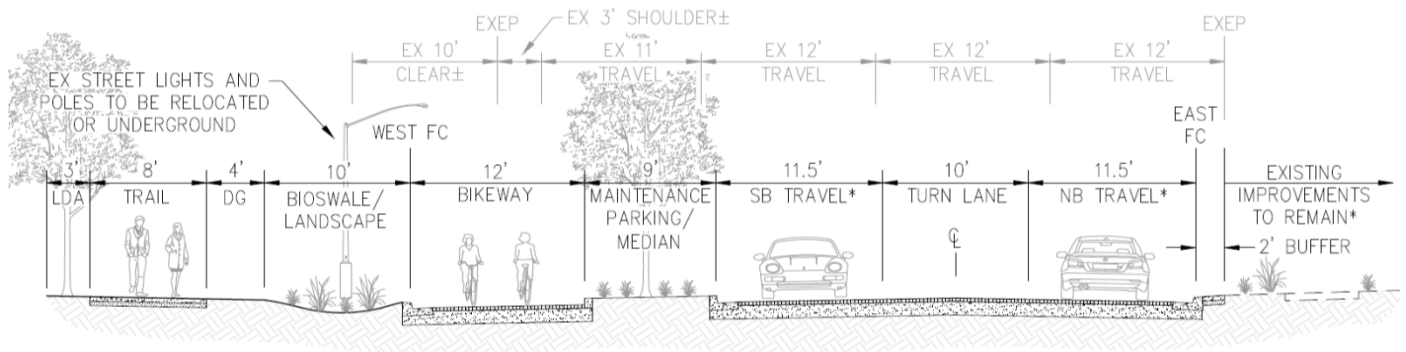 EXEP
EX 3' SHOULDER±
EXEP
EX 10'
CLEAR±
EX 11'
TRAVEL
EX 12'
TRAVEL
EX 12'
TRAVEL
EX 12'
TRAVEL
EX STREET LIGHTS AND
POLES TO BE RELOCATED
OR UNDERGROUND
WEST FC
EAST
FC
3'
LDA
8'
TRAIL
4'
DG
10'
BIOSWALE/
LANDSCAPE
12'
BIKEWAY
9'
MAINTENANCE
PARKING/
MEDIAN
11.5'
SB TRAVEL*
10'
TURN LANE
℄
11.5'
NB TRAVEL*
EXISTING
IMPROVEMENTS
TO REMAIN*
2' BUFFER